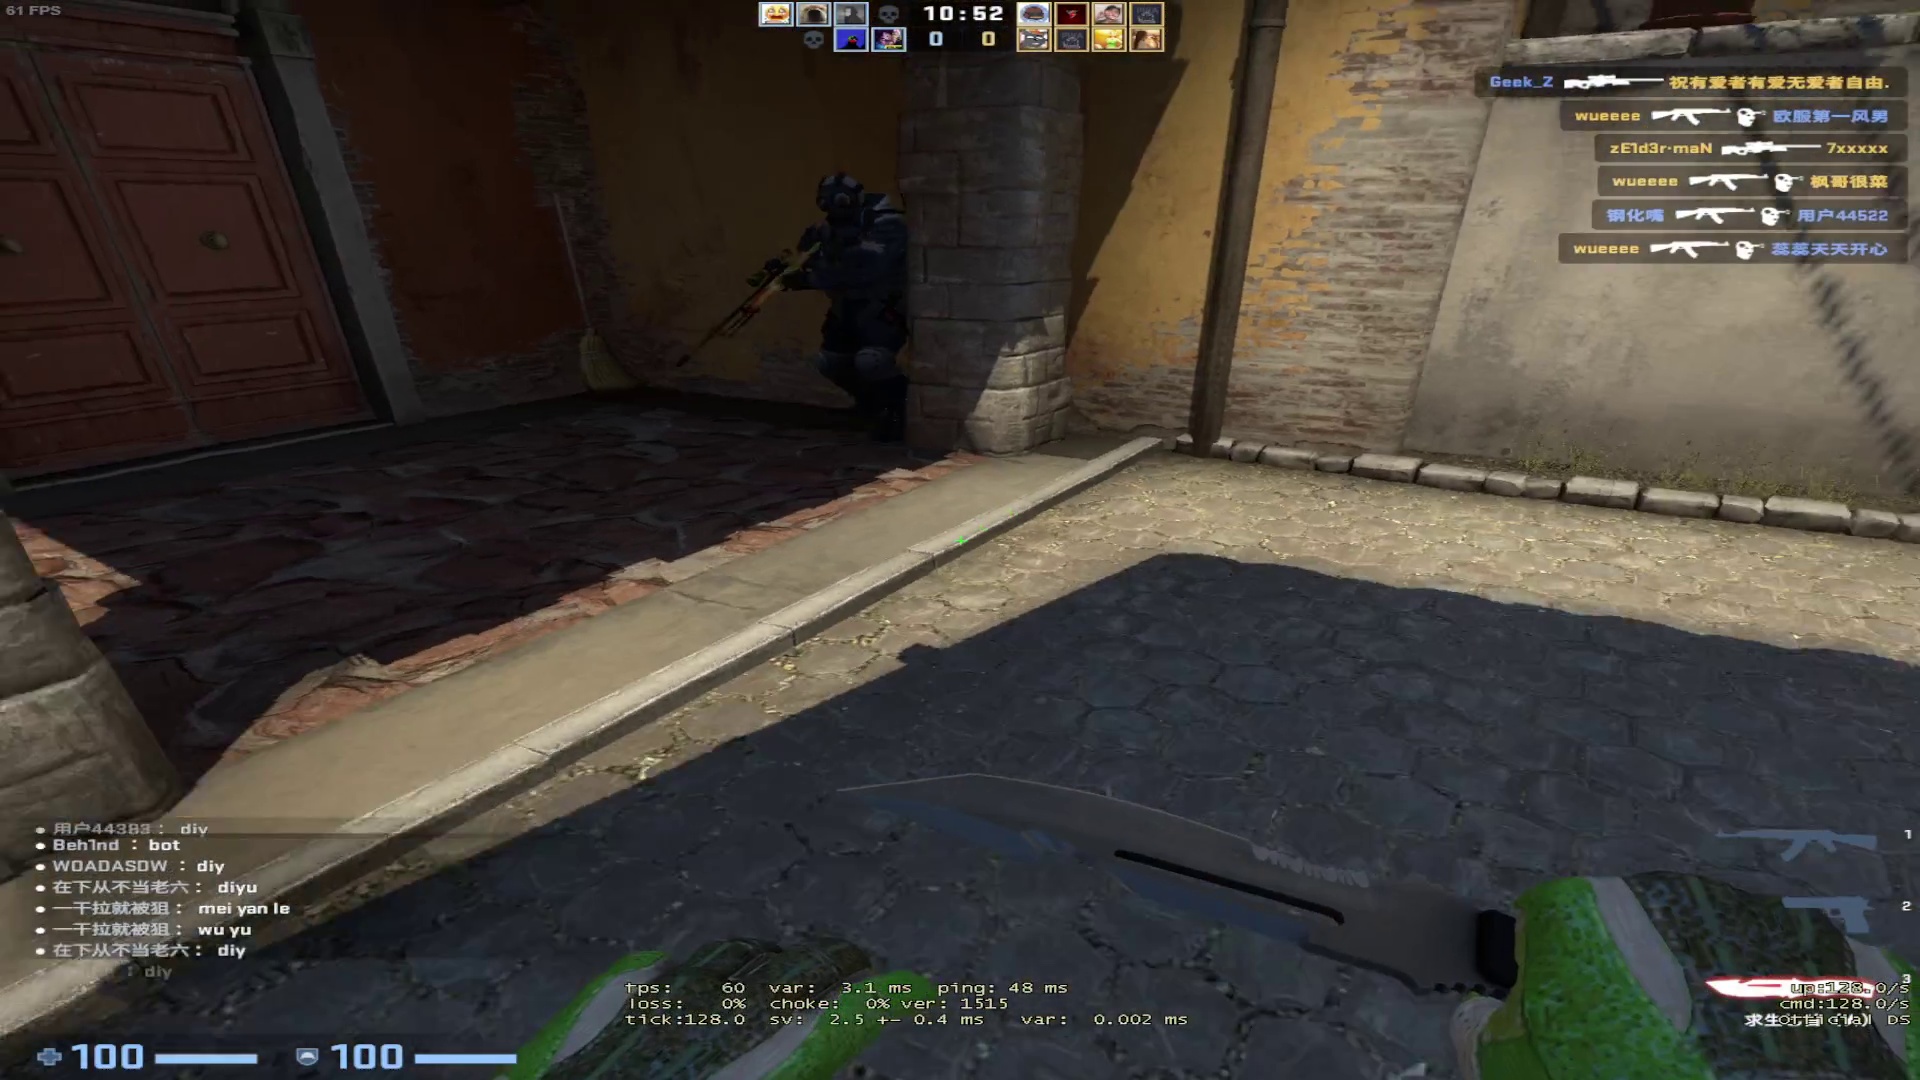 61 FPS
10:52
0 0
Geek_Z 祝有爱者有爱无爱者自由.
wueeee 欧服第一风男
zE1d3r·maN 7xxxxx
wueeee 枫哥很菜
钢化嘴 用户44522
wueeee 蕊蕊天天开心
用户44383 : diy
Beh1nd : bot
WOADASDW : diy
在下从不当老六 : diyu
一干拉就被狙 : mei yan le
一干拉就被狙 : wu yu
在下从不当老六 : diy
: diy
1
2
3
fps: 60 var: 3.1 ms ping: 48 ms
loss: 0% choke: 0% ver: 1515
tick:128.0 sv: 2.5 +- 0.4 ms var: 0.002 ms
up:128.0/s
cmd:128.0/s
DS
100 100